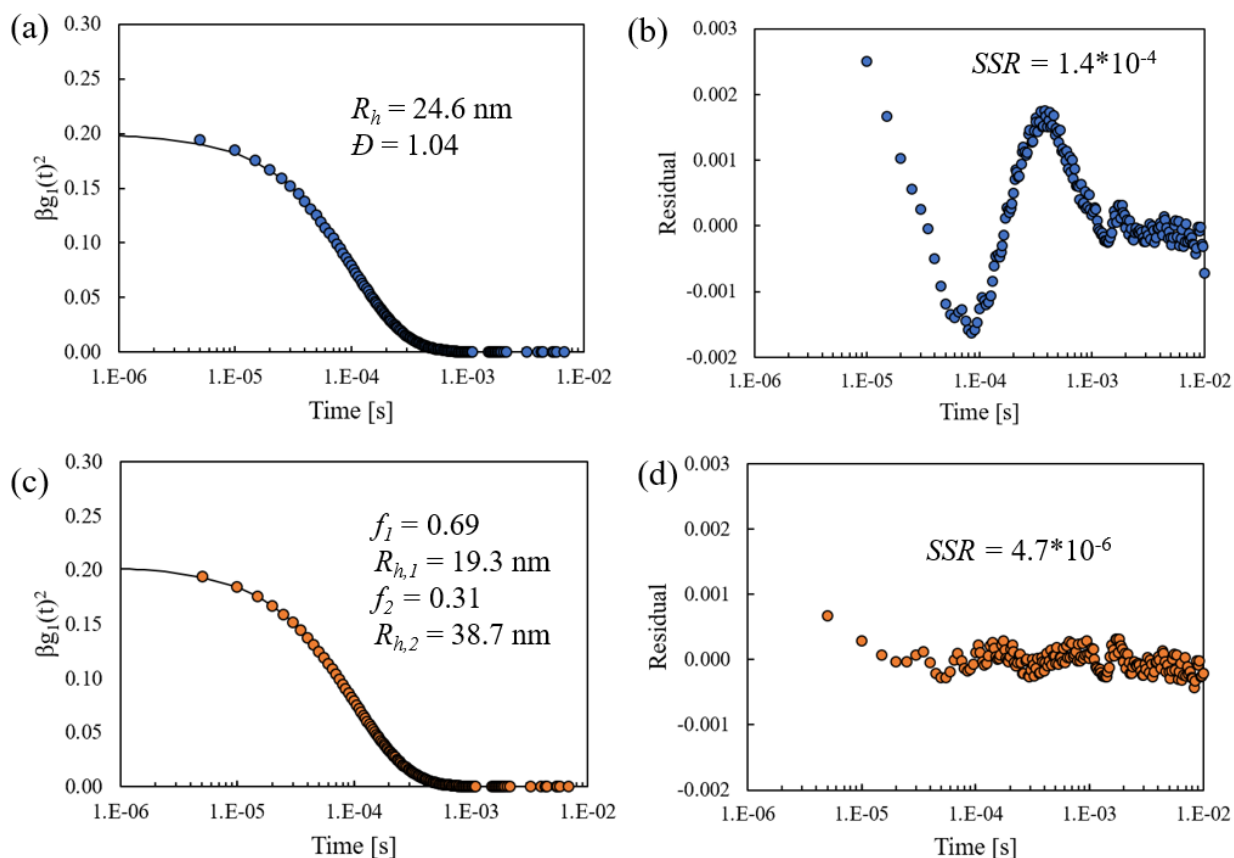 (a)
0.30
0.25
0.20
0.15
0.10
0.05
0.00
βg₁(t)²
R_h = 24.6 nm
Đ = 1.04
1.E-06 1.E-05 1.E-04 1.E-03 1.E-02
Time [s]
(b)
0.003
0.002
0.001
0.000
-0.001
-0.002
Residual
SSR = 1.4*10⁻⁴
1.E-06 1.E-05 1.E-04 1.E-03 1.E-02
Time [s]
(c)
0.30
0.25
0.20
0.15
0.10
0.05
0.00
βg₁(t)²
f₁ = 0.69
R_h,1 = 19.3 nm
f₂ = 0.31
R_h,2 = 38.7 nm
1.E-06 1.E-05 1.E-04 1.E-03 1.E-02
Time [s]
(d)
0.003
0.002
0.001
0.000
-0.001
-0.002
Residual
SSR = 4.7*10⁻⁶
1.E-06 1.E-05 1.E-04 1.E-03 1.E-02
Time [s]